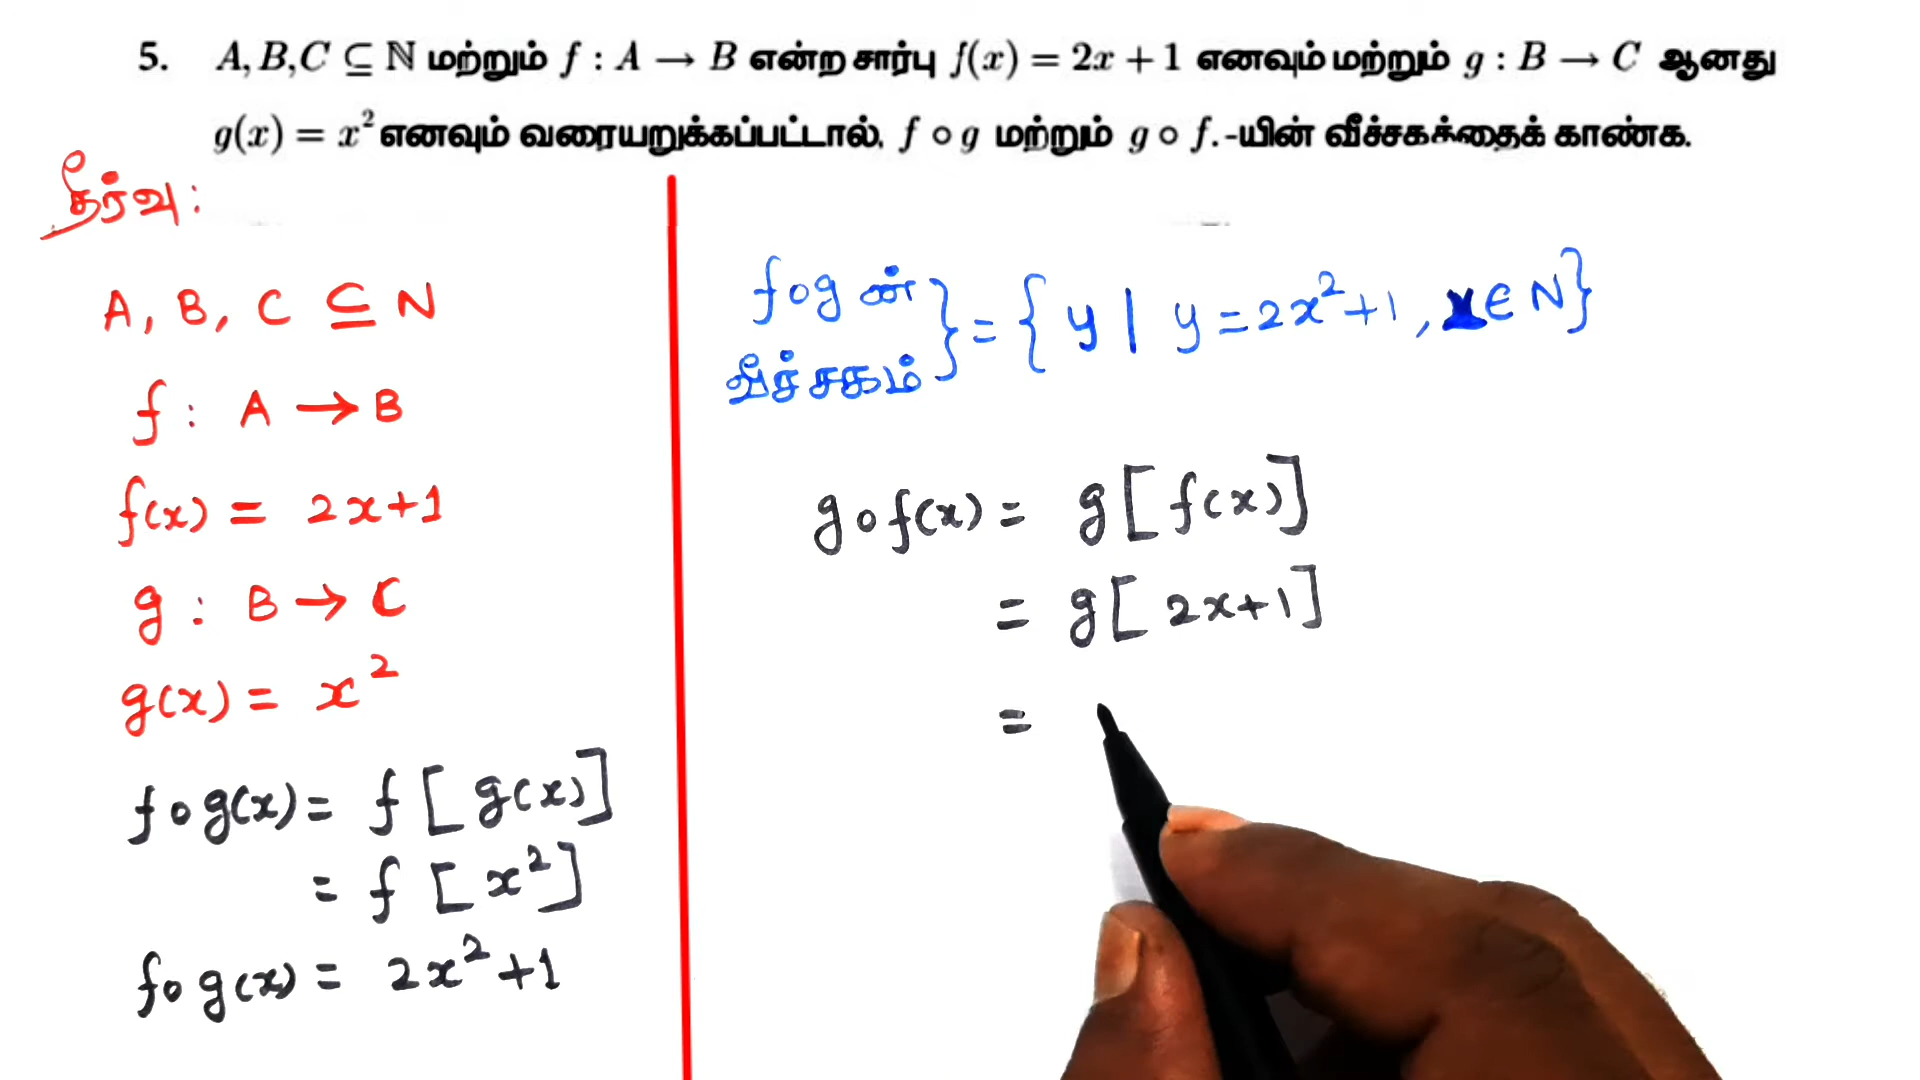 5. A, B, C ⊆ ℕ மற்றும் f : A → B என்ற சார்பு f(x) = 2x + 1 எனவும் மற்றும் g : B → C ஆனது
g(x) = x² எனவும் வரையறுக்கப்பட்டால், f ∘ g மற்றும் g ∘ f.-யின் வீச்சகத்தைக் காண்க.
தீர்வு :
A, B, C ⊆ N
f : A → B
f(x) = 2x+1
g : B → C
g(x) = x²
f∘g(x) = f[g(x)]
= f[x²]
f∘g(x) = 2x²+1
f∘g ன்
வீச்சகம் } = {y | y = 2x²+1, x ∈ N}
g∘f(x) = g[f(x)]
= g[2x+1]
=